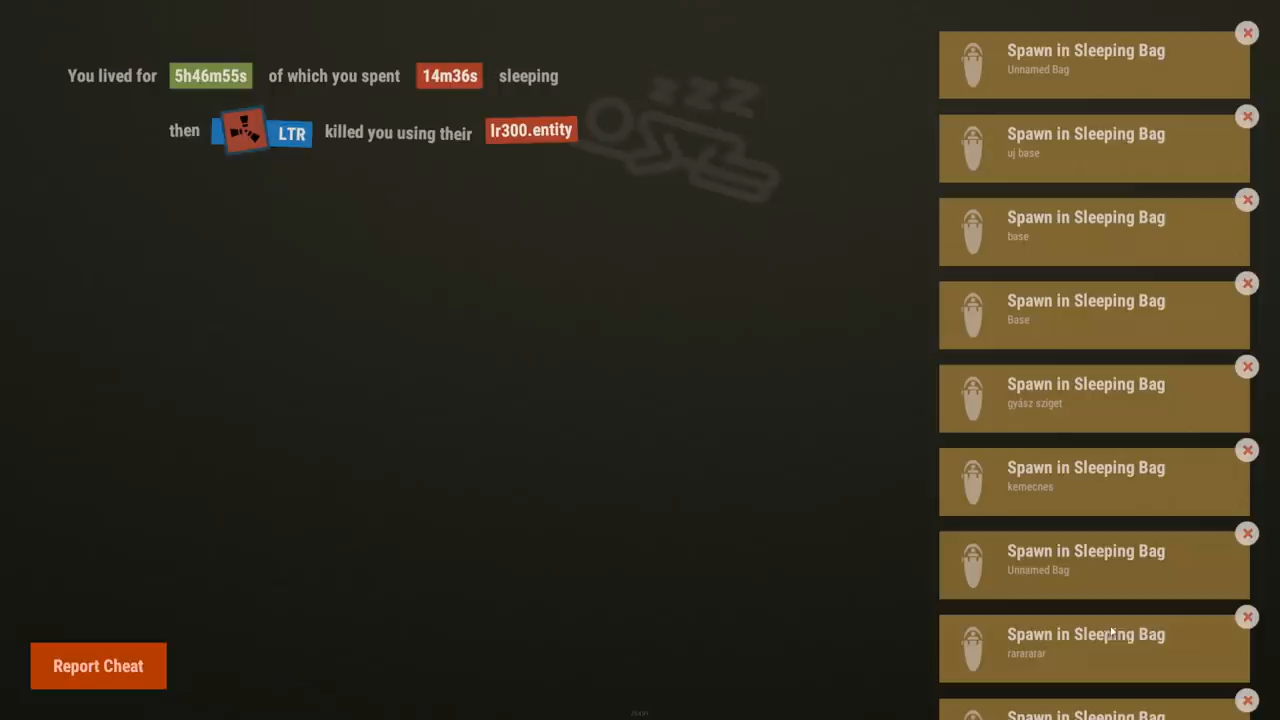 You lived for 5h46m55s of which you spent 14m36s sleeping
then LTR killed you using their lr300.entity
zzz
Spawn in Sleeping Bag
Unnamed Bag
Spawn in Sleeping Bag
uj base
Spawn in Sleeping Bag
base
Spawn in Sleeping Bag
Base
Spawn in Sleeping Bag
gyász sziget
Spawn in Sleeping Bag
kemecnes
Spawn in Sleeping Bag
Unnamed Bag
Spawn in Sleeping Bag
rarararar
Spawn in Sleeping Bag
Report Cheat